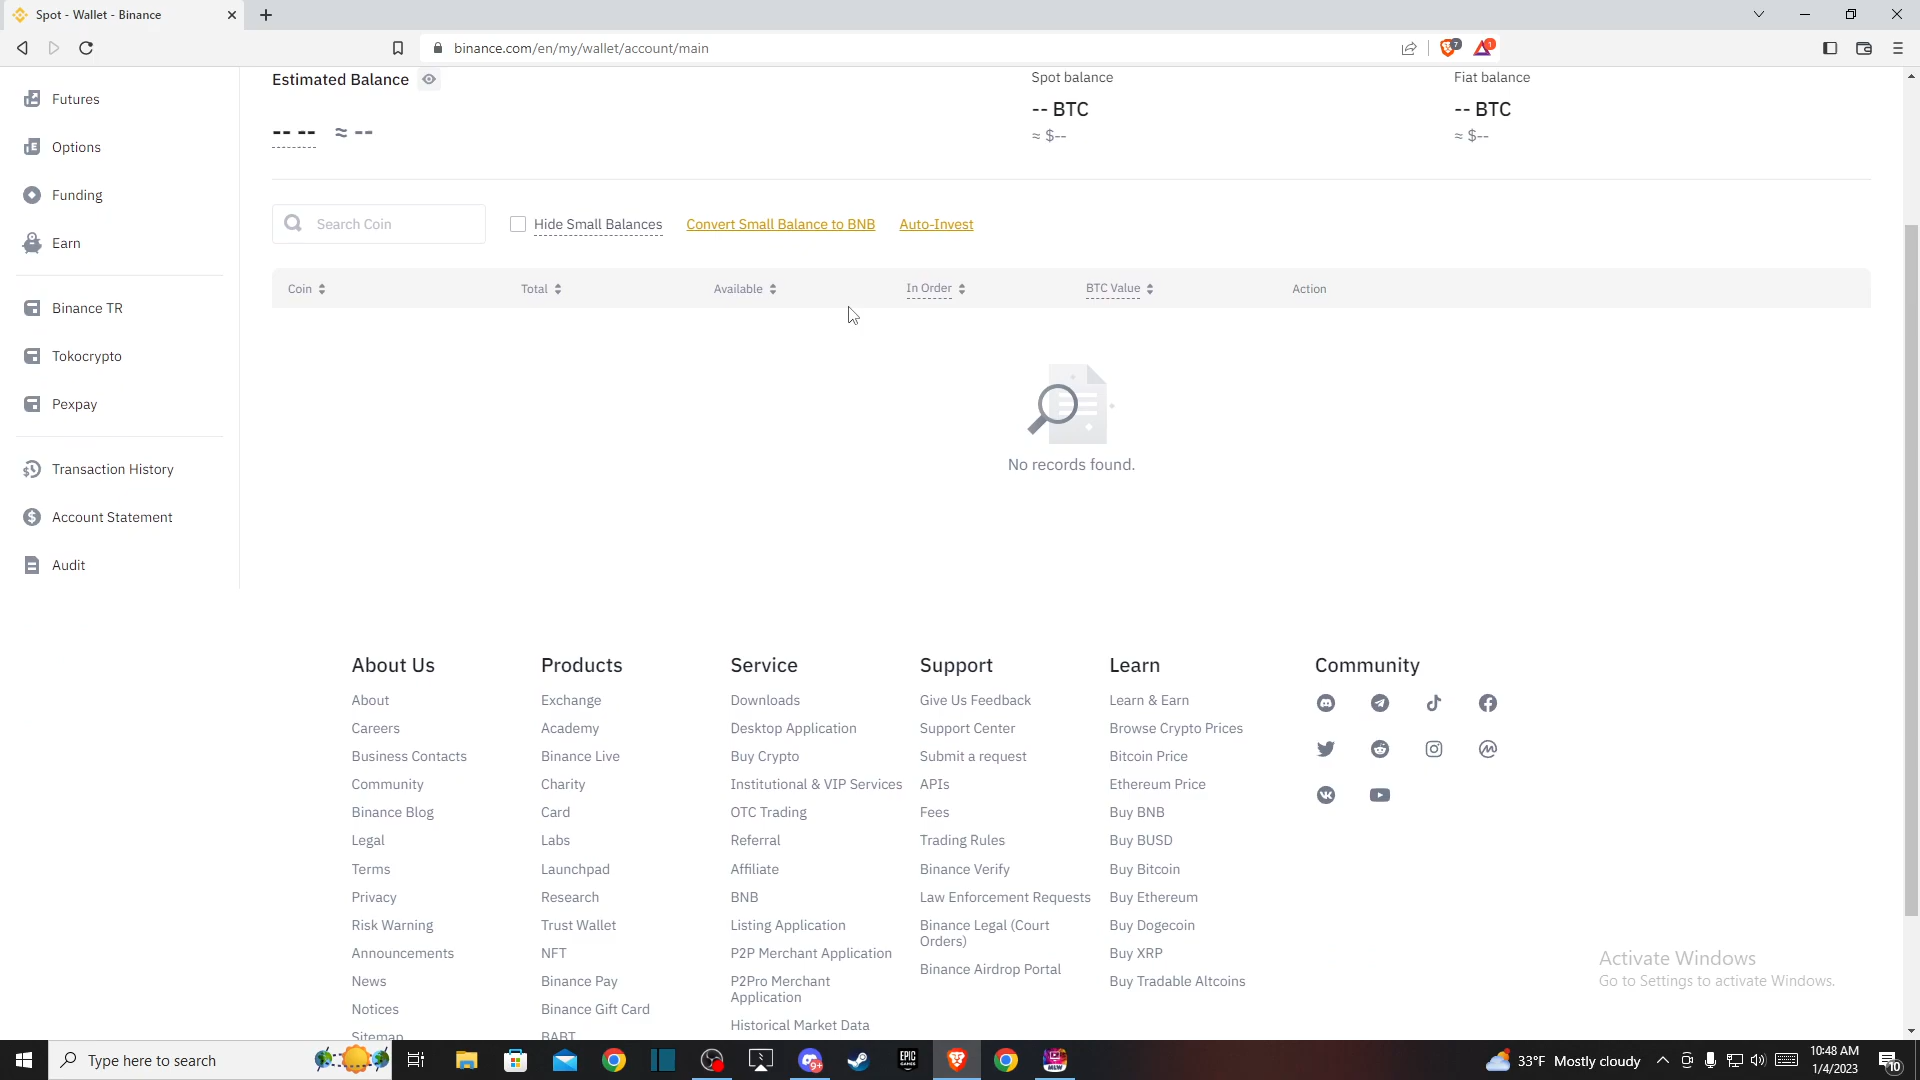 Spot - Wallet - Binance
binance.com/en/my/wallet/account/main
7
1
Estimated Balance
-- -- ≈ --
Spot balance
-- BTC
≈ $--
Fiat balance
-- BTC
≈ $--
Futures
Options
Funding
Earn
Binance TR
Tokocrypto
Pexpay
Transaction History
Account Statement
Audit
Search Coin
Hide Small Balances
Convert Small Balance to BNB
Auto-Invest
Coin Total Available In Order BTC Value Action
No records found.
About Us
About
Careers
Business Contacts
Community
Binance Blog
Legal
Terms
Privacy
Risk Warning
Announcements
News
Notices
Sitemap
Products
Exchange
Academy
Binance Live
Charity
Card
Labs
Launchpad
Research
Trust Wallet
NFT
Binance Pay
Binance Gift Card
BABT
Service
Downloads
Desktop Application
Buy Crypto
Institutional & VIP Services
OTC Trading
Referral
Affiliate
BNB
Listing Application
P2P Merchant Application
P2Pro Merchant
Application
Historical Market Data
Support
Give Us Feedback
Support Center
Submit a request
APIs
Fees
Trading Rules
Binance Verify
Law Enforcement Requests
Binance Legal (Court
Orders)
Binance Airdrop Portal
Learn
Learn & Earn
Browse Crypto Prices
Bitcoin Price
Ethereum Price
Buy BNB
Buy BUSD
Buy Bitcoin
Buy Ethereum
Buy Dogecoin
Buy XRP
Buy Tradable Altcoins
Community
Activate Windows
Go to Settings to activate Windows.
Type here to search
9+
EPIC
GAMES
33°F Mostly cloudy
10:48 AM
1/4/2023
10